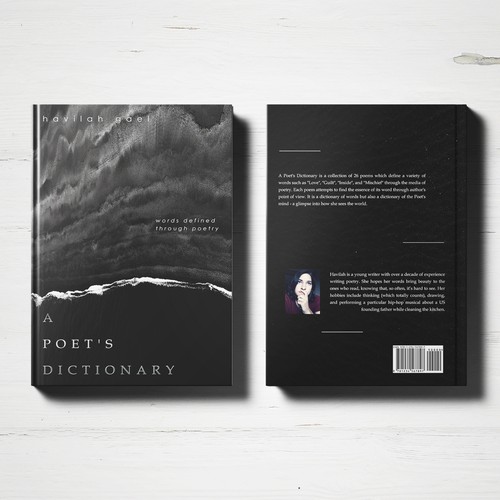 havilah gael
words defined
through poetry
A
POET'S
DICTIONARY
A Poet's Dictionary is a collection of 26 poems which define a variety of
words such as "Love", "Guilt", "Inside", and "Mischief" through the media of
poetry. Each poem attempts to find the essence of its word through author's
point of view. It is a dictionary of words but also a dictionary of the Poet's
mind - a glimpse into how she sees the world.
Havilah is a young writer with over a decade of experience
writing poetry. She hopes her words bring beauty to the
ones who read, knowing that, so often, it's hard to see. Her
hobbies include thinking (which totally counts), drawing,
and performing a particular hip-hop musical about a US
founding father while cleaning the kitchen.